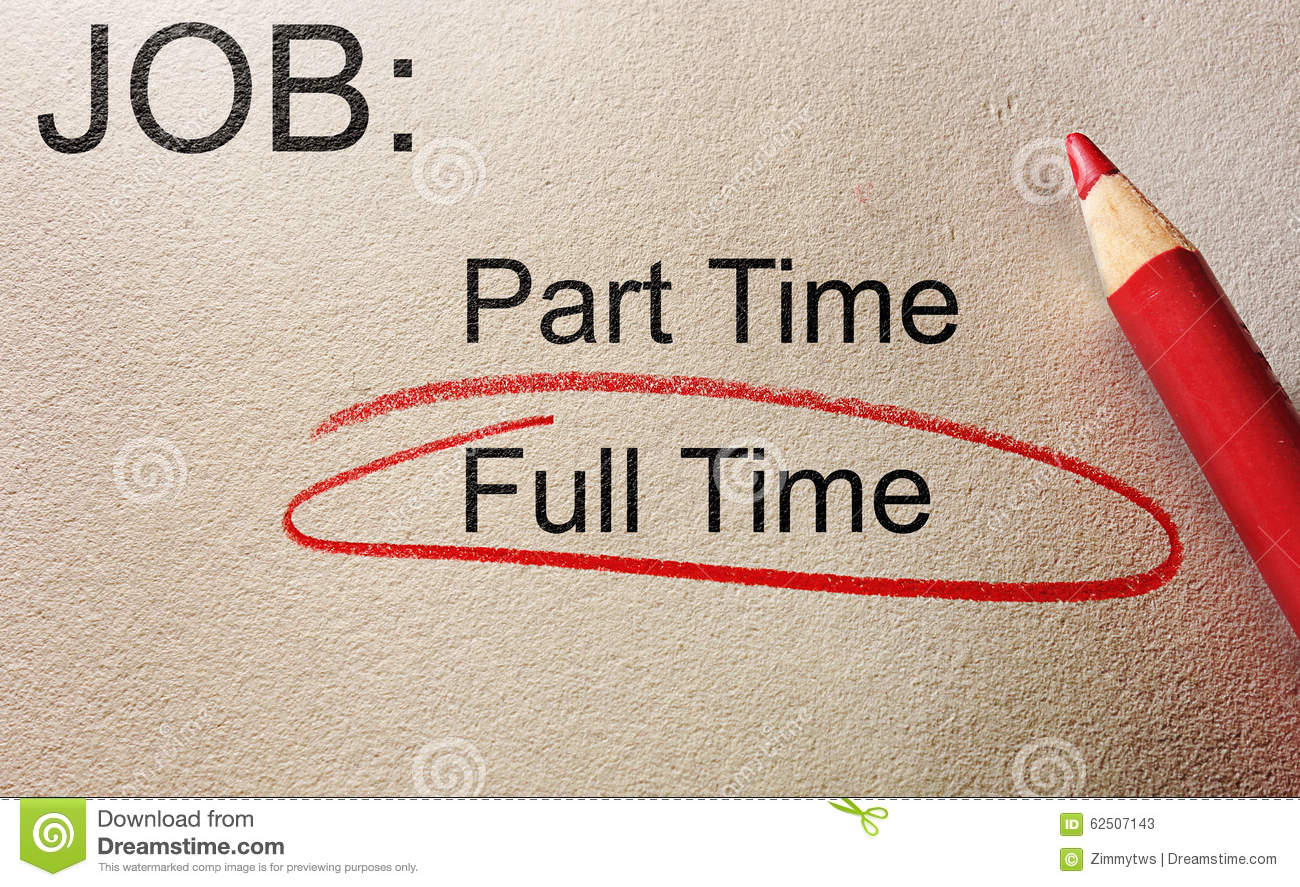 JOB:
Part Time
Full Time
Download from
Dreamstime.com
This watermarked comp image is for previewing purposes only.
ID 62507143
© Zimmytws | Dreamstime.com